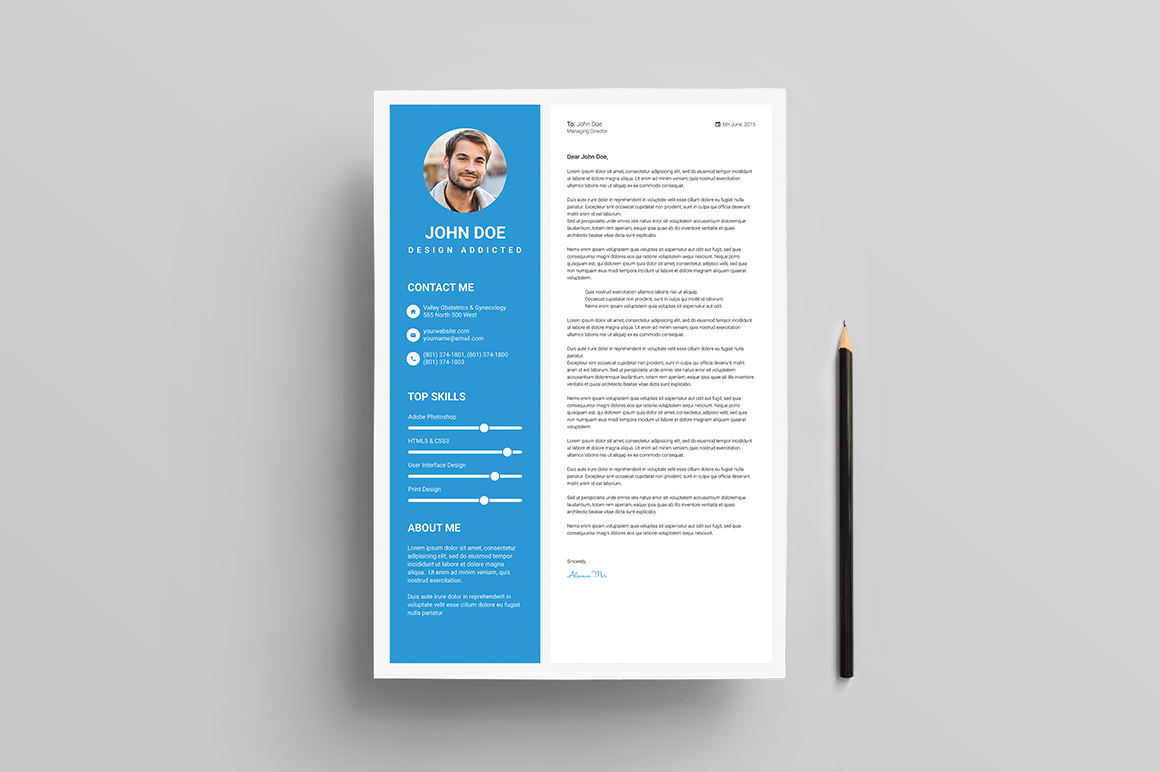 JOHN DOE
DESIGN ADDICTED
CONTACT ME
Valley Obstetrics & Gynecology
585 North 500 West
yourwebsite.com
yourname@email.com
(801) 374-1801, (801) 374-1800
(801) 374-1803
TOP SKILLS
Adobe Photoshop
HTML5 & CSS3
User Interface Design
Print Design
ABOUT ME
Lorem ipsum dolor sit amet, consectetur
adipisicing elit, sed do eiusmod tempor
incididunt ut labore et dolore magna
aliqua. Ut enim ad minim veniam, quis
nostrud exercitation.
Duis aute irure dolor in reprehenderit in
voluptate velit esse cillum dolore eu fugiat
nulla pariatur.
To: John Doe
Managing Director
6th June, 2015
Dear John Doe,
Lorem ipsum dolor sit amet, consectetur adipisicing elit, sed do eiusmod tempor incididunt
ut labore et dolore magna aliqua. Ut enim ad minim veniam, quis nostrud exercitation
ullamco laboris nisi ut aliquip ex ea commodo consequat.
Duis aute irure dolor in reprehenderit in voluptate velit esse cillum dolore eu fugiat nulla
pariatur. Excepteur sint occaecat cupidatat non proident, sunt in culpa qui officia deserunt
mollit anim id est laborum.
Sed ut perspiciatis unde omnis iste natus error sit voluptatem accusantium doloremque
laudantium, totam rem aperiam, eaque ipsa quae ab illo inventore veritatis et quasi
architecto beatae vitae dicta sunt explicabo.
Nemo enim ipsam voluptatem quia voluptas sit aspernatur aut odit aut fugit, sed quia
consequuntur magni dolores eos qui ratione voluptatem sequi nesciunt. Neque porro
quisquam est, qui dolorem ipsum quia dolor sit amet, consectetur, adipisci velit, sed quia
non numquam eius modi tempora incidunt ut labore et dolore magnam aliquam quaerat
voluptatem.
Quis nostrud exercitation ullamco laboris nisi ut aliquip.
Occaecat cupidatat non proident, sunt in culpa qui mollit id laborum.
Nemo enim ipsam voluptatem quia voluptas sit aspernatur aut odit.
Lorem ipsum dolor sit amet, consectetur adipisicing elit, sed do eiusmod tempor incididunt
ut labore et dolore magna aliqua. Ut enim ad minim veniam, quis nostrud exercitation
ullamco laboris nisi ut aliquip ex ea commodo consequat.
Duis aute irure dolor in reprehenderit in voluptate velit esse cillum dolore eu fugiat nulla
pariatur.
Excepteur sint occaecat cupidatat non proident, sunt in culpa qui officia deserunt mollit
anim id est laborum. Sed ut perspiciatis unde omnis iste natus error sit voluptatem
accusantium doloremque laudantium, totam rem aperiam, eaque ipsa quae ab illo inventore
veritatis et quasi architecto beatae vitae dicta sunt explicabo.
Nemo enim ipsam voluptatem quia voluptas sit aspernatur aut odit aut fugit, sed quia
consequuntur magni dolores eos qui ratione voluptatem sequi nesciunt. Neque porro
quisquam est, qui dolorem ipsum quia dolor sit amet, consectetur, adipisci velit, sed quia
non numquam eius modi tempora incidunt ut labore et dolore magnam aliquam quaerat
voluptatem.
Lorem ipsum dolor sit amet, consectetur adipisicing elit, sed do eiusmod tempor incididunt
ut labore et dolore magna aliqua. Ut enim ad minim veniam, quis nostrud exercitation
ullamco laboris nisi ut aliquip ex ea commodo consequat.
Duis aute irure dolor in reprehenderit in voluptate velit esse cillum dolore eu fugiat nulla
pariatur. Excepteur sint occaecat cupidatat non proident, sunt in culpa qui officia deserunt
mollit anim id est laborum.
Sed ut perspiciatis unde omnis iste natus error sit voluptatem accusantium doloremque
laudantium, totam rem aperiam, eaque ipsa quae ab illo inventore veritatis et quasi
architecto beatae vitae dicta sunt explicabo.
Nemo enim ipsam voluptatem quia voluptas sit aspernatur aut odit aut fugit, sed quia
consequuntur magni dolores eos qui ratione voluptatem sequi nesciunt.
Sincerely,
Alamin Mir